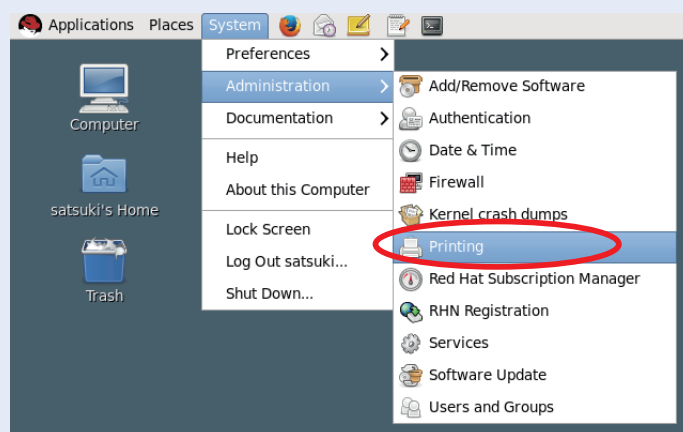 Applications Places System
Preferences
Administration
Documentation
Help
About this Computer
Lock Screen
Log Out satsuki...
Shut Down...
Add/Remove Software
Authentication
Date & Time
Firewall
Kernel crash dumps
Printing
Red Hat Subscription Manager
RHN Registration
Services
Software Update
Users and Groups
Computer
satsuki's Home
Trash